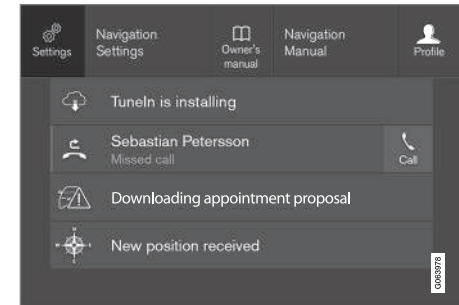 Settings
Navigation
Settings
Owner's
manual
Navigation
Manual
Profile
TuneIn is installing
Sebastian Petersson
Missed call
Call
Downloading appointment proposal
New position received
G063978